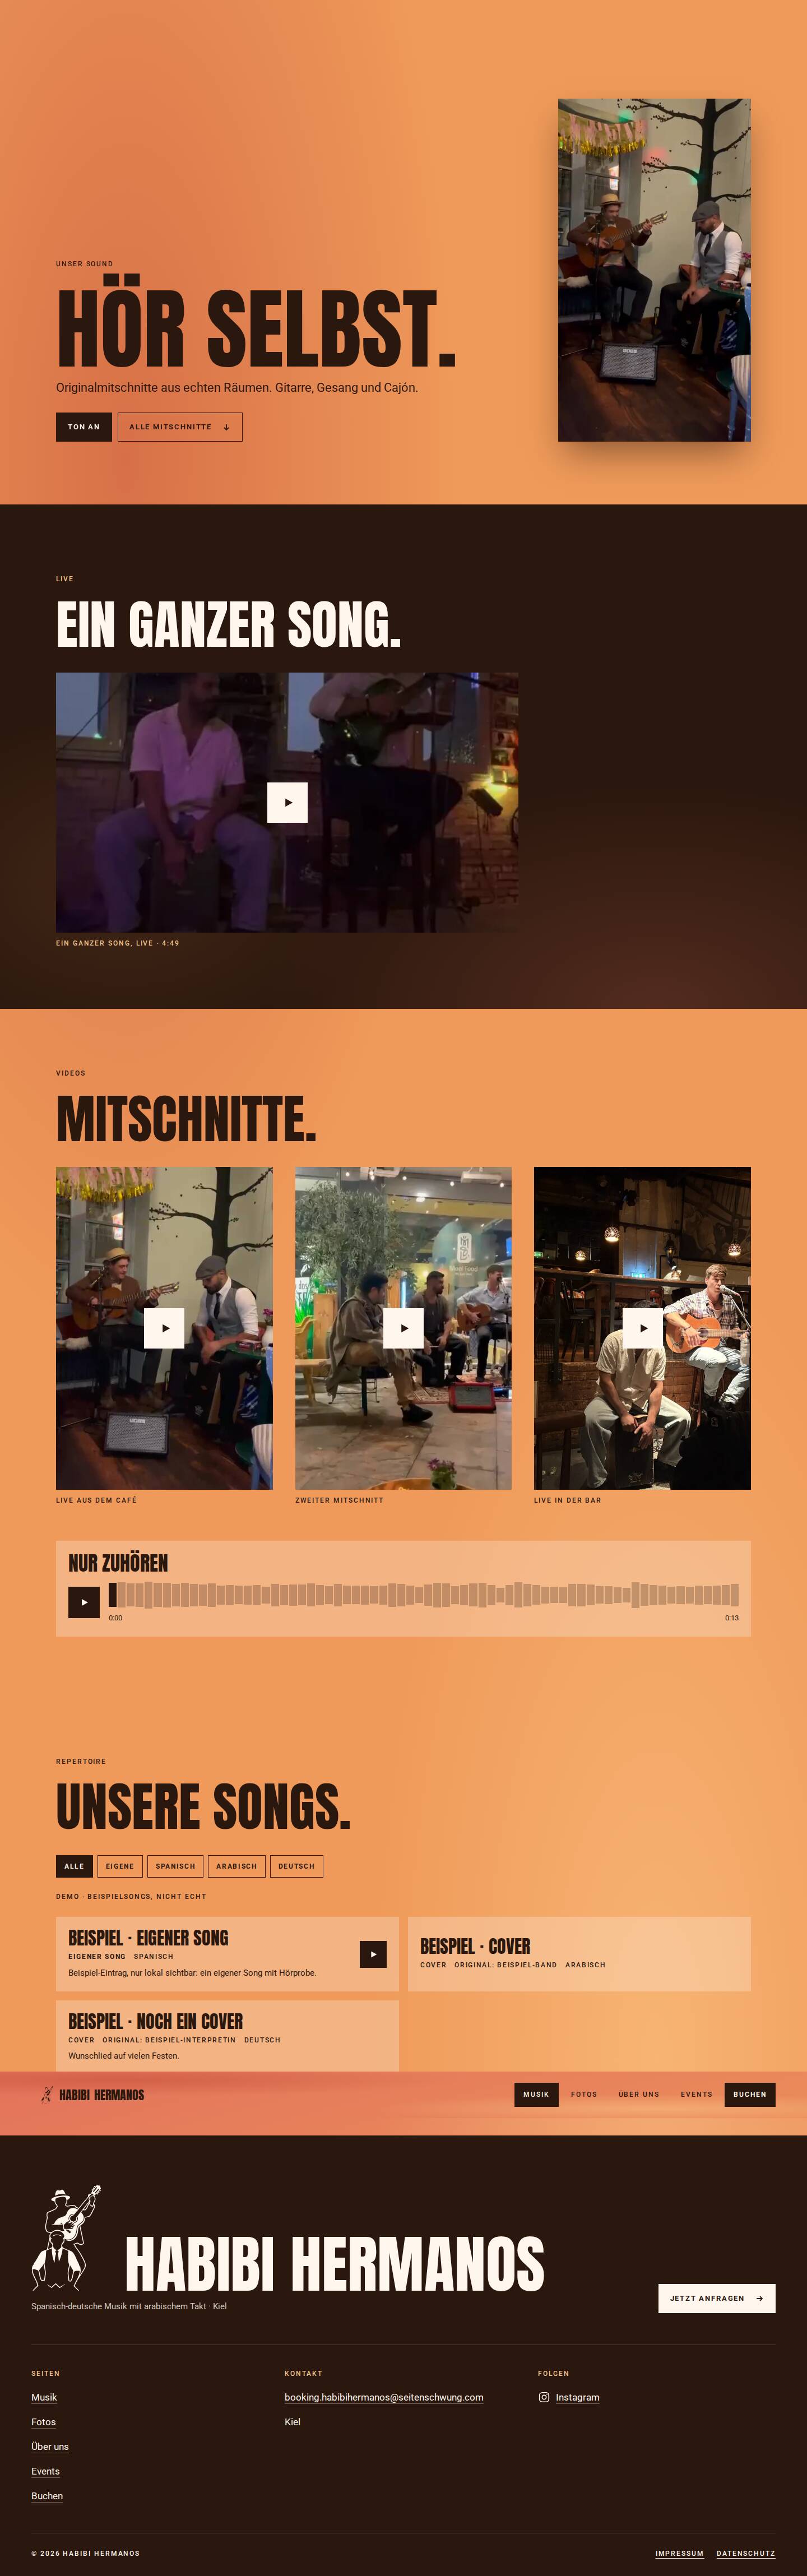 UNSER SOUND
HÖR SELBST.
Originalmitschnitte aus echten Räumen. Gitarre, Gesang und Cajón.
TON AN
ALLE MITSCHNITTE
LIVE
EIN GANZER SONG.
EIN GANZER SONG, LIVE · 4:49
VIDEOS
MITSCHNITTE.
LIVE AUS DEM CAFÉ
ZWEITER MITSCHNITT
LIVE IN DER BAR
NUR ZUHÖREN
0:00
0:13
REPERTOIRE
UNSERE SONGS.
ALLE
EIGENE
SPANISCH
ARABISCH
DEUTSCH
DEMO · BEISPIELSONGS, NICHT ECHT
BEISPIEL · EIGENER SONG
EIGENER SONG SPANISCH
Beispiel-Eintrag, nur lokal sichtbar: ein eigener Song mit Hörprobe.
BEISPIEL · COVER
COVER ORIGINAL: BEISPIEL-BAND ARABISCH
BEISPIEL · NOCH EIN COVER
COVER ORIGINAL: BEISPIEL-INTERPRETIN DEUTSCH
Wunschlied auf vielen Festen.
HABIBI HERMANOS
MUSIK
FOTOS
ÜBER UNS
EVENTS
BUCHEN
HABIBI HERMANOS
Spanisch-deutsche Musik mit arabischem Takt · Kiel
JETZT ANFRAGEN
SEITEN
Musik
Fotos
Über uns
Events
Buchen
KONTAKT
booking.habibihermanos@seitenschwung.com
Kiel
FOLGEN
Instagram
© 2026 HABIBI HERMANOS
IMPRESSUM
DATENSCHUTZ